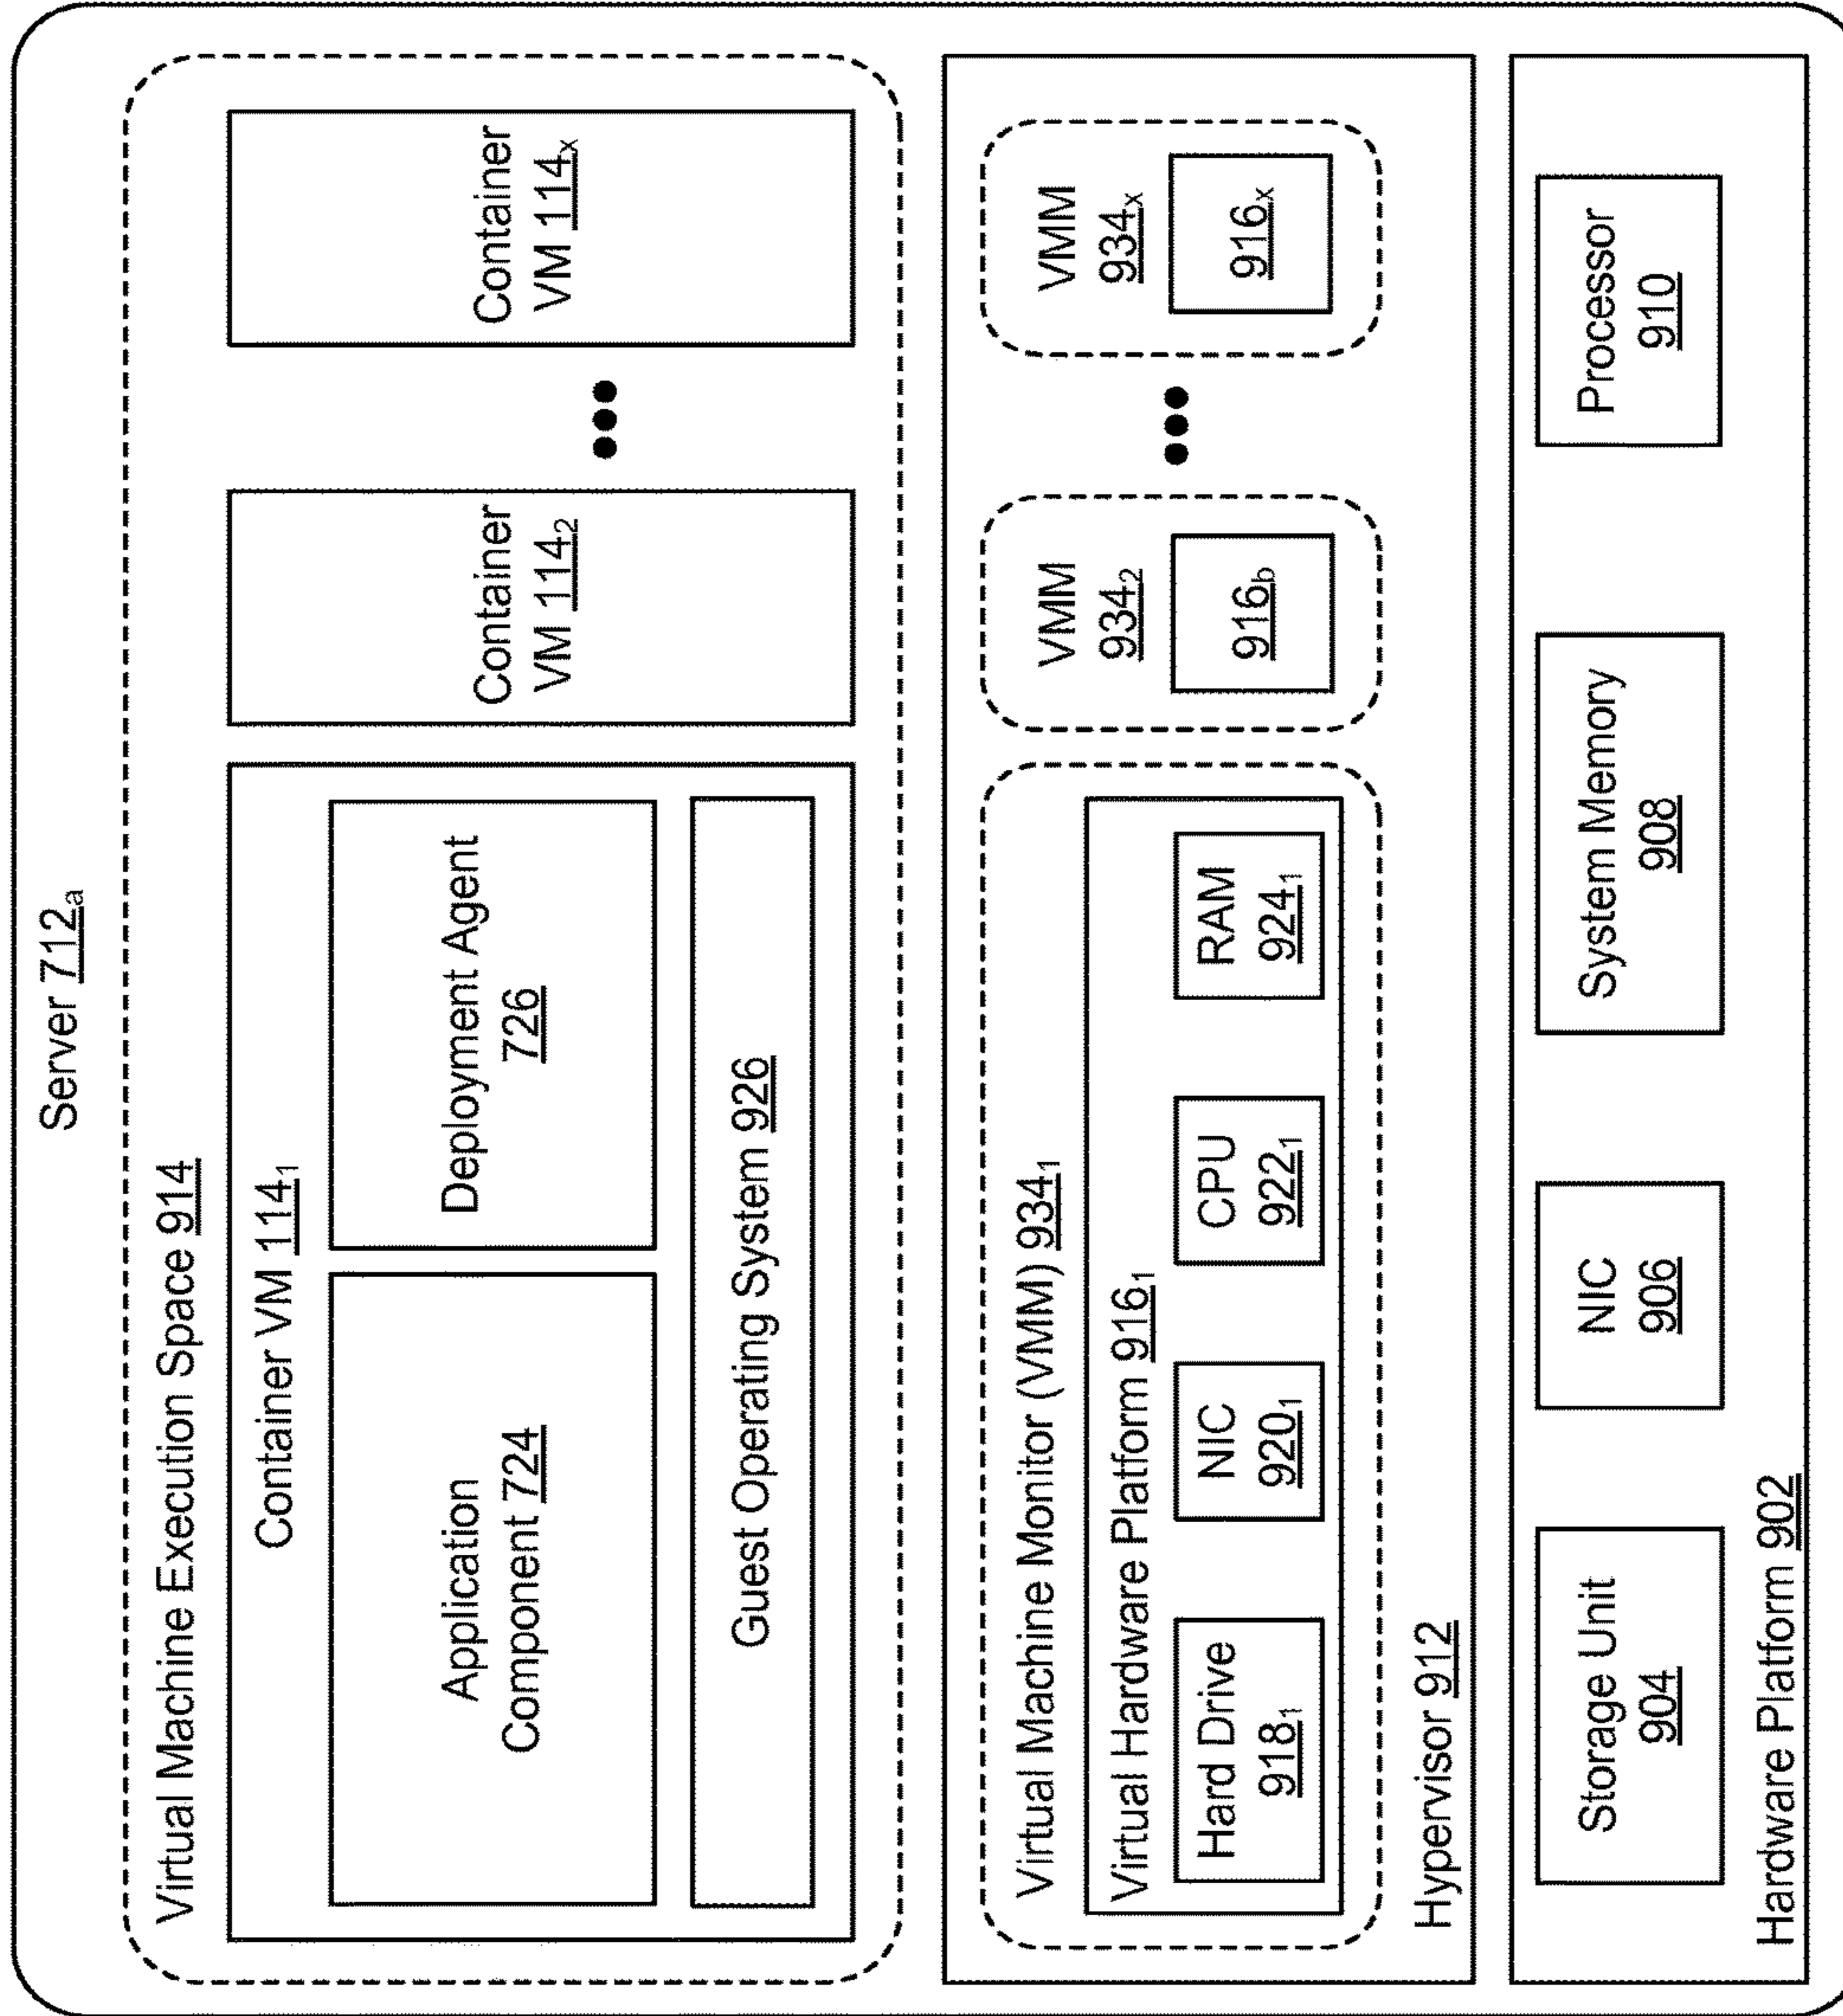 Server 712a
Virtual Machine Execution Space 914
Container VM 1141
Application
Component 724
Deployment Agent
726
Guest Operating System 926
Container
VM 1142
Container
VM 114x
Virtual Machine Monitor (VMM) 9341
Virtual Hardware Platform 9161
Hard Drive
9181
NIC
9201
CPU
9221
RAM
9241
VMM
9342
916b
VMM
934x
916x
Hypervisor 912
Storage Unit
904
NIC
906
System Memory
908
Processor
910
Hardware Platform 902